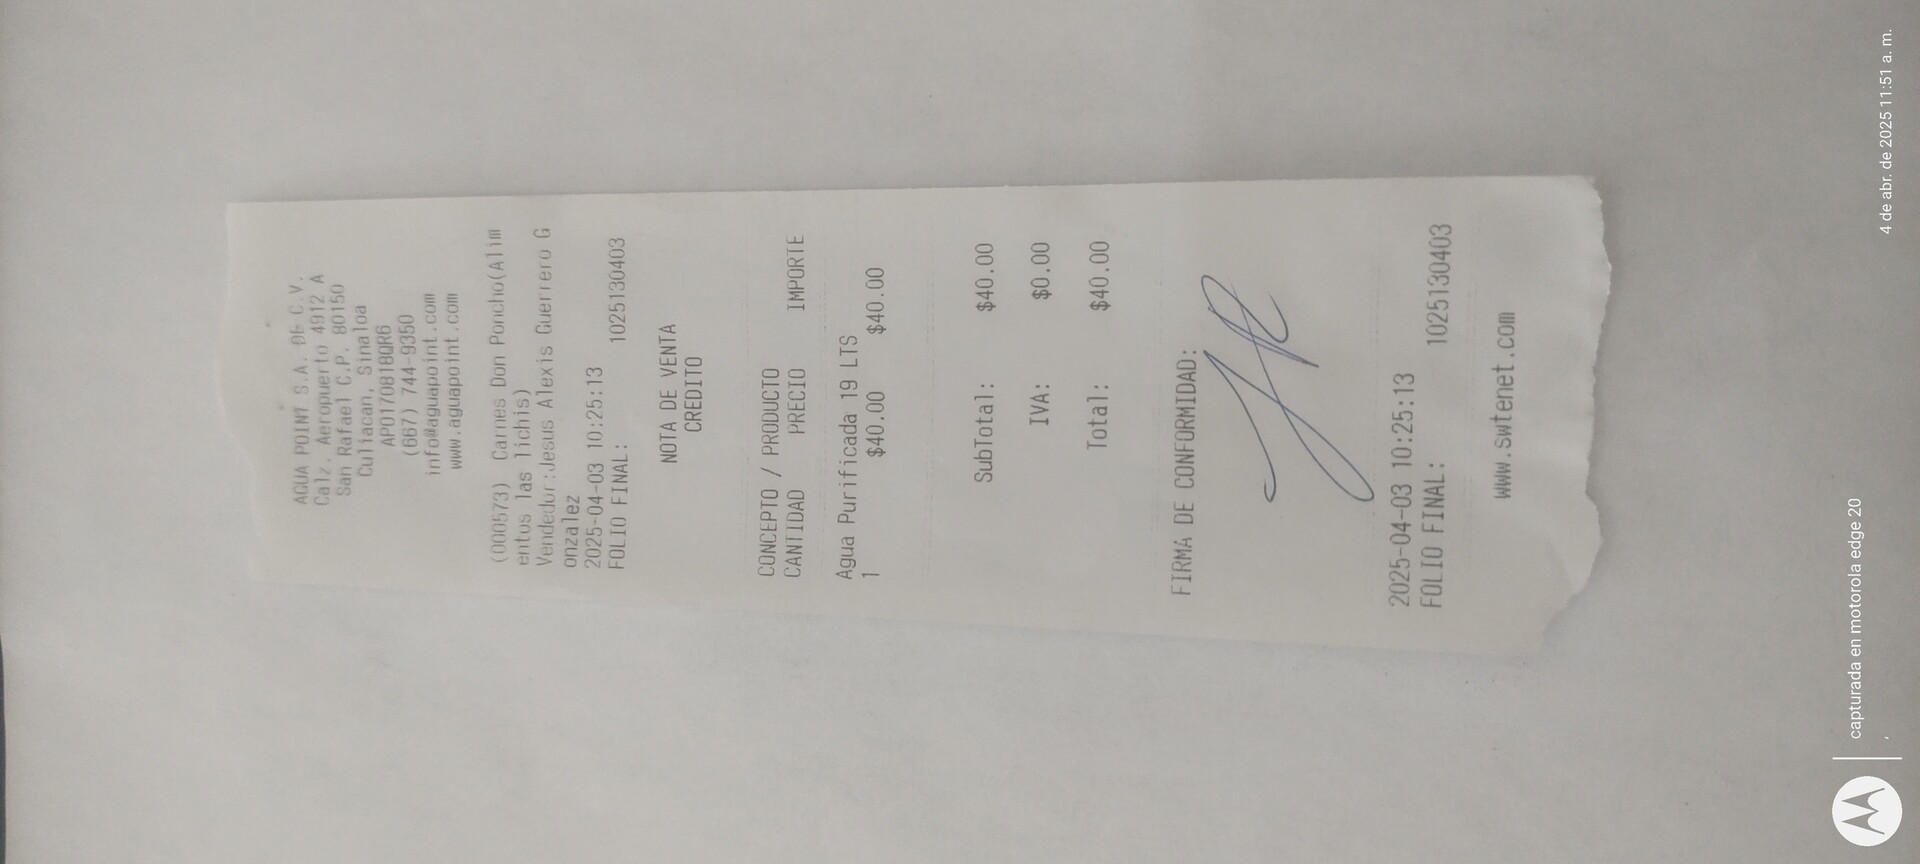 AGUA POINT S.A. DE C.V.
Calz. Aeropuerto 4912 A
San Rafael C.P. 80150
Culiacan, Sinaloa
APO170818QR6
(667) 744-9350
info@aguapoint.com
www.aguapoint.com
(000573) Carnes Don Poncho(Alim
entos las lichis)
Vendedor:Jesus Alexis Guerrero G
onzalez
2025-04-03 10:25:13
FOLIO FINAL: 1025130403
NOTA DE VENTA
CREDITO
CONCEPTO / PRODUCTO
CANTIDAD PRECIO IMPORTE
Agua Purificada 19 LTS
1 $40.00 $40.00
SubTotal: $40.00
IVA: $0.00
Total: $40.00
FIRMA DE CONFORMIDAD:
2025-04-03 10:25:13
FOLIO FINAL: 1025130403
www.swtenet.com
capturada en motorola edge 20
,
4 de abr. de 2025 11:51 a. m.